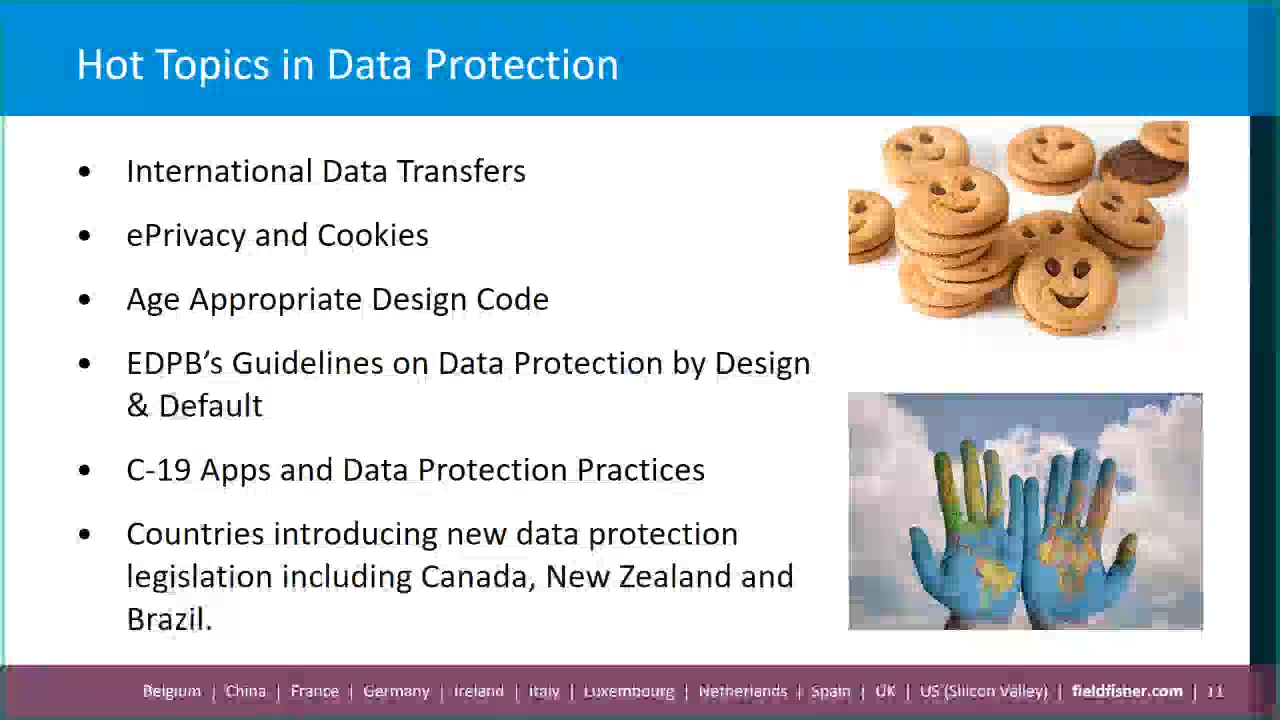 Hot Topics in Data Protection
• International Data Transfers
• ePrivacy and Cookies
• Age Appropriate Design Code
• EDPB’s Guidelines on Data Protection by Design
& Default
• C-19 Apps and Data Protection Practices
• Countries introducing new data protection
legislation including Canada, New Zealand and
Brazil.
Belgium | China | France | Germany | Ireland | Italy | Luxembourg | Netherlands | Spain | UK | US (Silicon Valley) | fieldfisher.com | 11